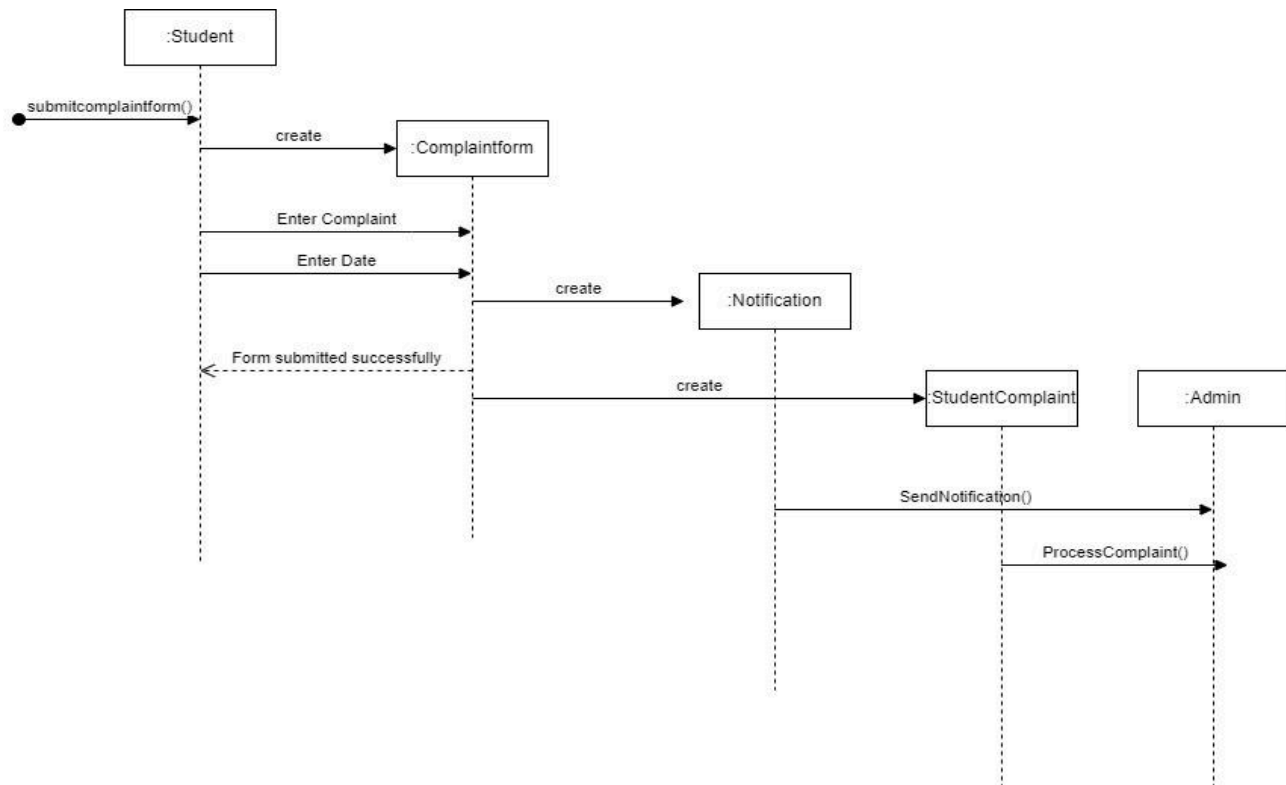 :Student
submitcomplaintform()
create
:Complaintform
Enter Complaint
Enter Date
create
:Notification
Form submitted successfully
create
:StudentComplaint
:Admin
SendNotification()
ProcessComplaint()